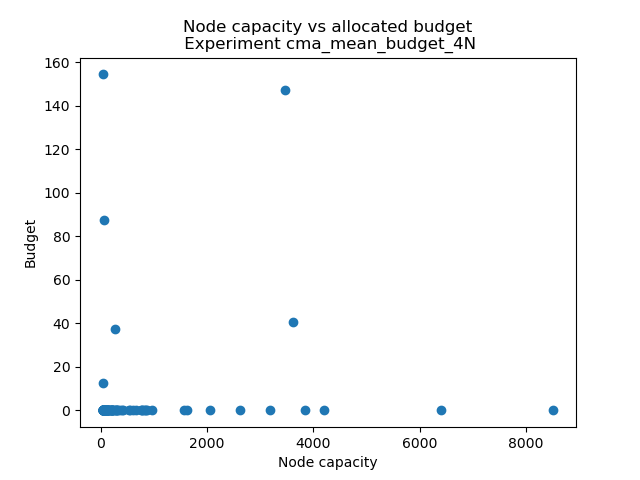 Node capacity vs allocated budget
Experiment cma_mean_budget_4N
160
140
120
100
80
60
40
20
0
Budget
0 2000 4000 6000 8000
Node capacity